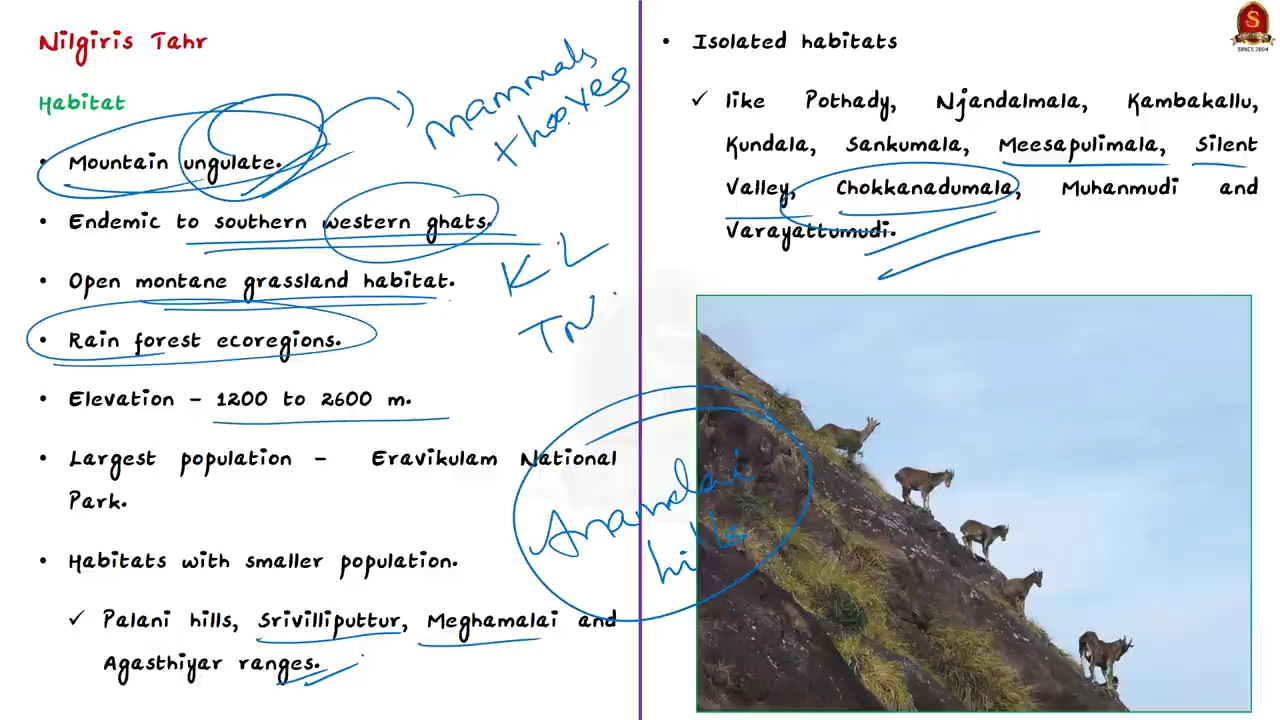 Nilgiris Tahr
Habitat
• Mountain ungulate.
• Endemic to southern western ghats.
• Open montane grassland habitat.
• Rain forest ecoregions.
• Elevation – 1200 to 2600 m.
• Largest population – Eravikulam National
Park.
• Habitats with smaller population.
✓ Palani hills, Srivilliputtur, Meghamalai and
Agasthiyar ranges.
mammals
+ hooves
KL
TN
Anamalai
hills
• Isolated habitats
✓ like Pothady, Njandalmala, Kambakallu,
Kundala, Sankumala, Meesapulimala, Silent
Valley, Chokkanadumala, Muhanmudi and
Varayattumudi.
S
SINCE 2004